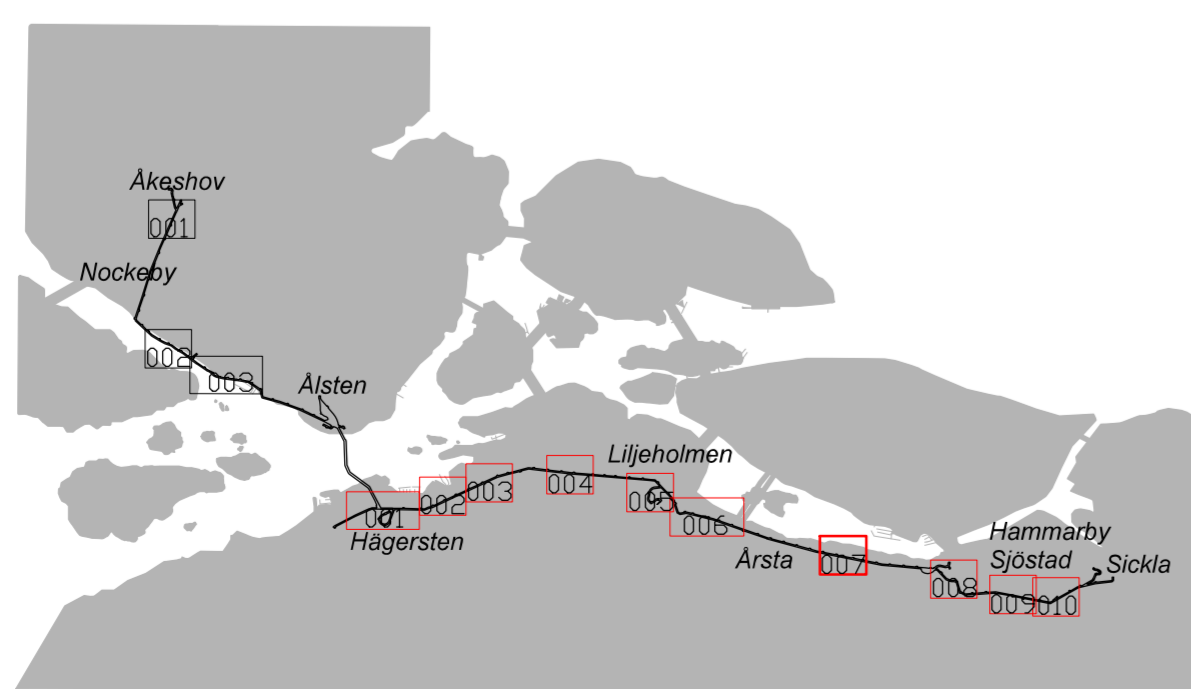 Åkeshov
001
Nockeby
002
003
Ålsten
Liljeholmen
001
002
003
004
005
006
Hägersten
Årsta
007
Hammarby
Sjöstad
Sickla
008
009
010